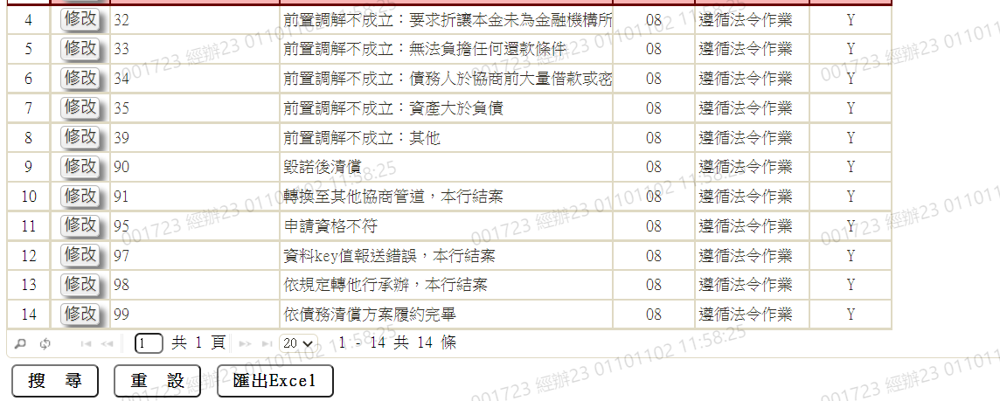 4 修改 32 前置調解不成立：要求折讓本金未為金融機構所 08 遵循法令作業 Y
5 修改 33 前置調解不成立：無法負擔任何還款條件 08 遵循法令作業 Y
6 修改 34 前置調解不成立：債務人於協商前大量借款或密 08 遵循法令作業 Y
7 修改 35 前置調解不成立：資產大於負債 08 遵循法令作業 Y
8 修改 39 前置調解不成立：其他 08 遵循法令作業 Y
9 修改 90 毀諾後清償 08 遵循法令作業 Y
10 修改 91 轉換至其他協商管道，本行結案 08 遵循法令作業 Y
11 修改 95 申請資格不符 08 遵循法令作業 Y
12 修改 97 資料key值報送錯誤，本行結案 08 遵循法令作業 Y
13 修改 98 依規定轉他行承辦，本行結案 08 遵循法令作業 Y
14 修改 99 依債務清償方案履約完畢 08 遵循法令作業 Y
1 共 1 頁 20 1 - 14 共 14 條
搜 尋 重 設 匯出Excel
001723 經辦23 01101102 11:58:25